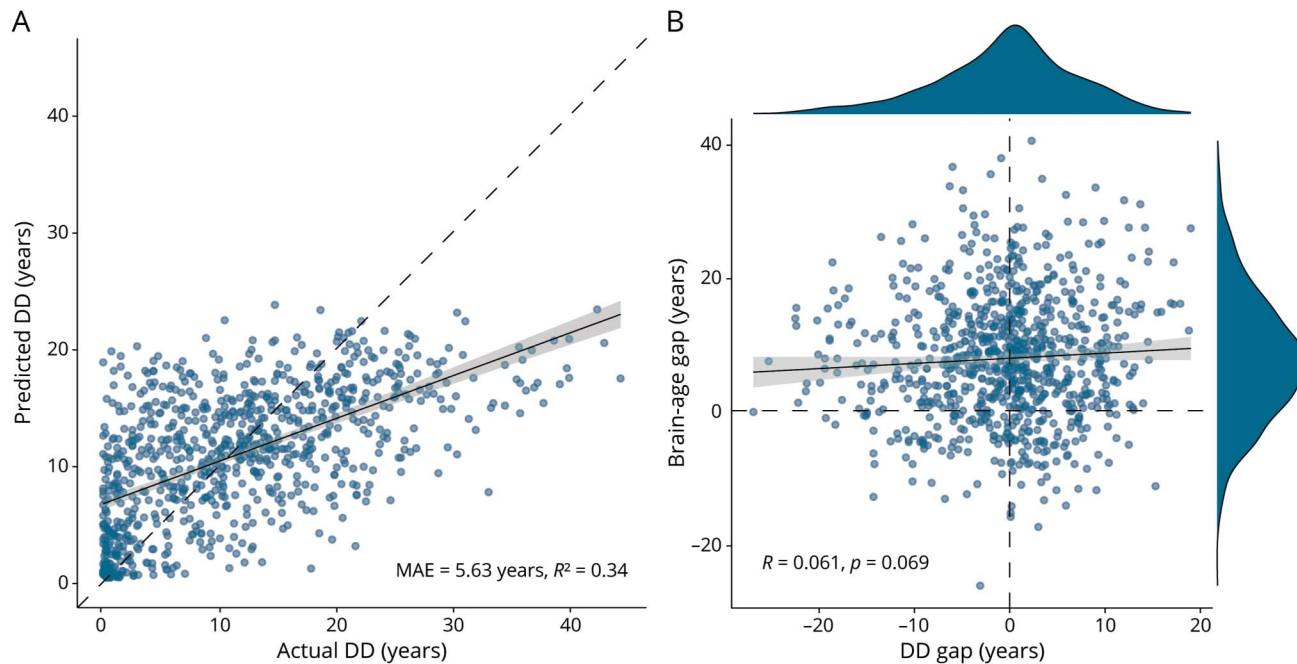 A
Predicted DD (years)
40
30
20
10
0
MAE = 5.63 years, R² = 0.34
0
10
20
30
40
Actual DD (years)
B
Brain-age gap (years)
40
20
0
−20
R = 0.061, p = 0.069
−20
−10
0
10
20
DD gap (years)